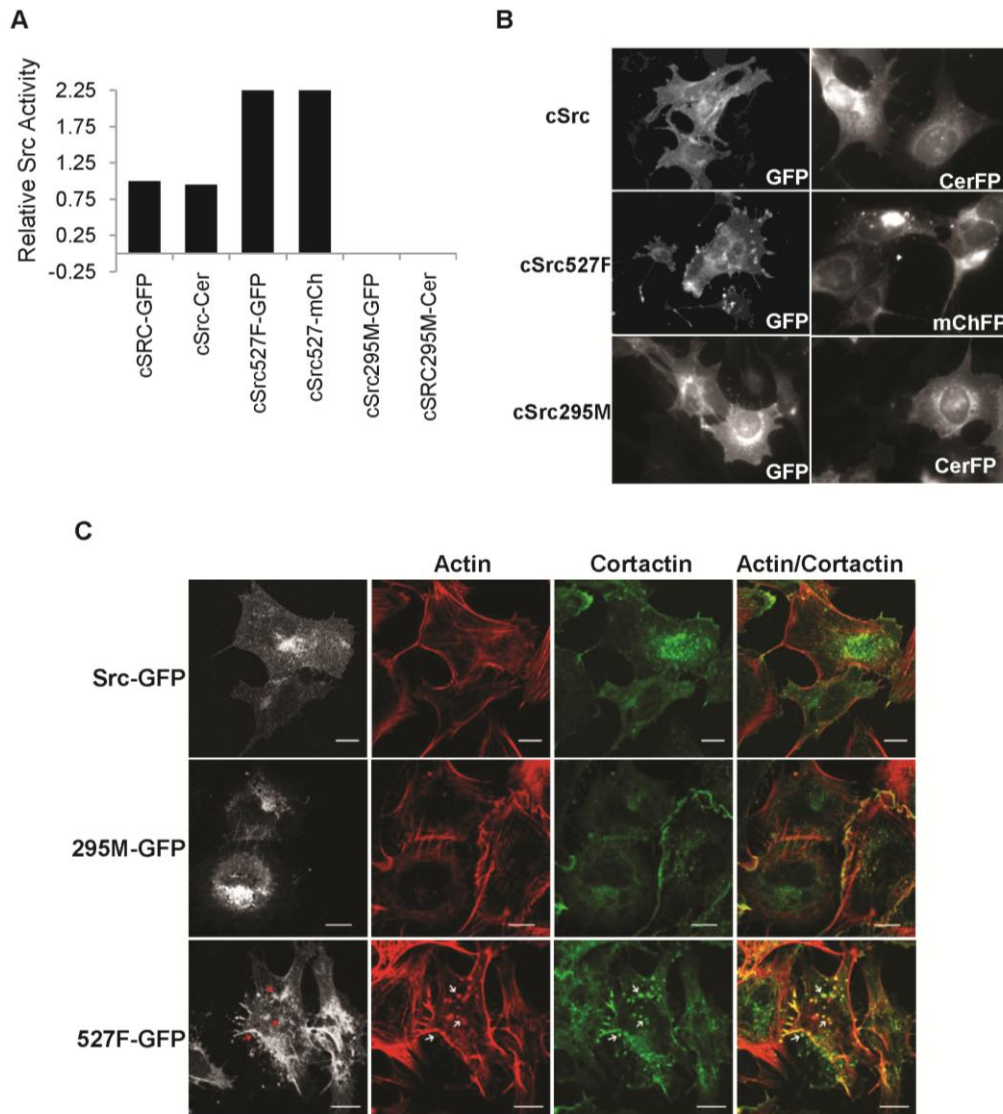 A
Relative Src Activity
2.25
1.75
1.25
0.75
0.25
-0.25
cSRC-GFP
cSrc-Cer
cSrc527F-GFP
cSrc527-mCh
cSrc295M-GFP
cSRC295M-Cer
B
cSrc
GFP
CerFP
cSrc527F
GFP
mChFP
cSrc295M
GFP
CerFP
C
Actin
Cortactin
Actin/Cortactin
Src-GFP
295M-GFP
527F-GFP